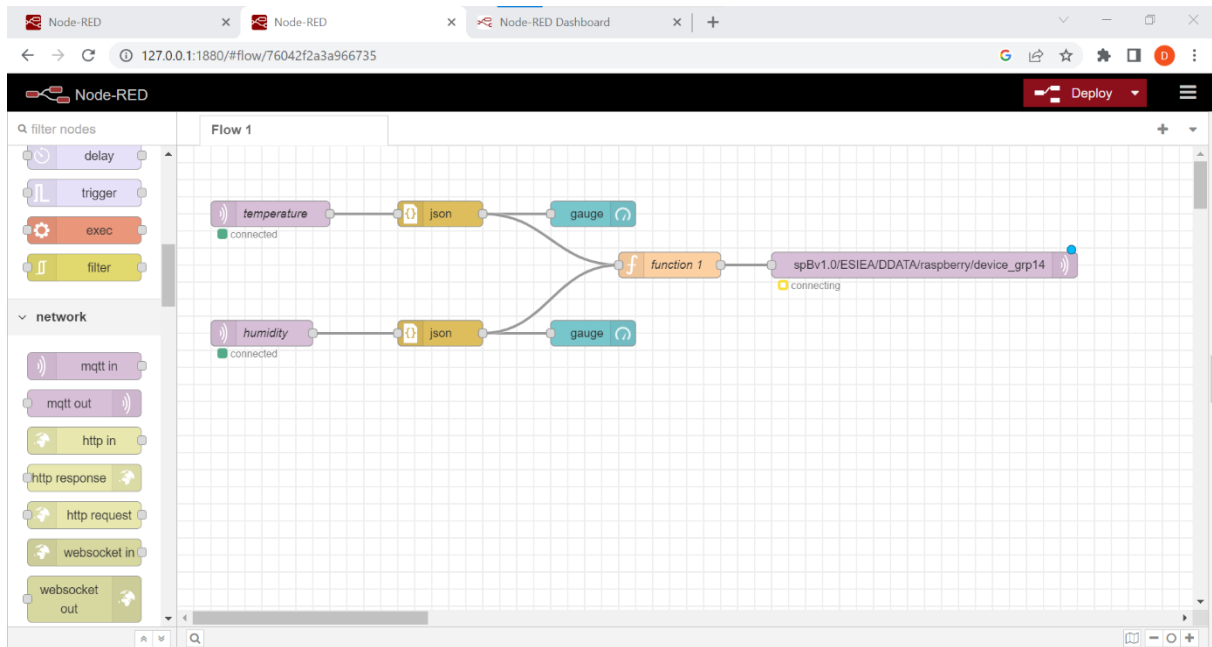 Node-RED
Node-RED
Node-RED Dashboard
127.0.0.1:1880/#flow/76042f2a3a966735
G
D
Node-RED
Deploy
filter nodes
Flow 1
delay
trigger
exec
filter
network
mqtt in
mqtt out
http in
http response
http request
websocket in
websocket
out
temperature
connected
json
gauge
function 1
spBv1.0/ESIEA/DDATA/raspberry/device_grp14
connecting
humidity
connected
json
gauge